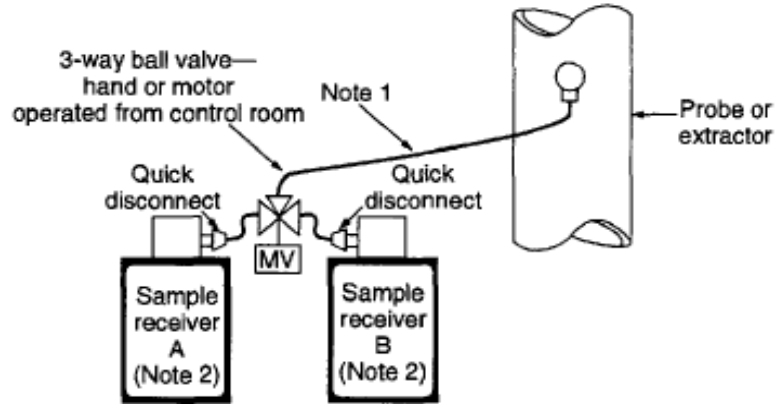 3-way ball valve—
hand or motor
operated from control room
Note 1
Probe or
extractor
Quick
disconnect
Quick
disconnect
MV
Sample
receiver
A
(Note 2)
Sample
receiver
B
(Note 2)